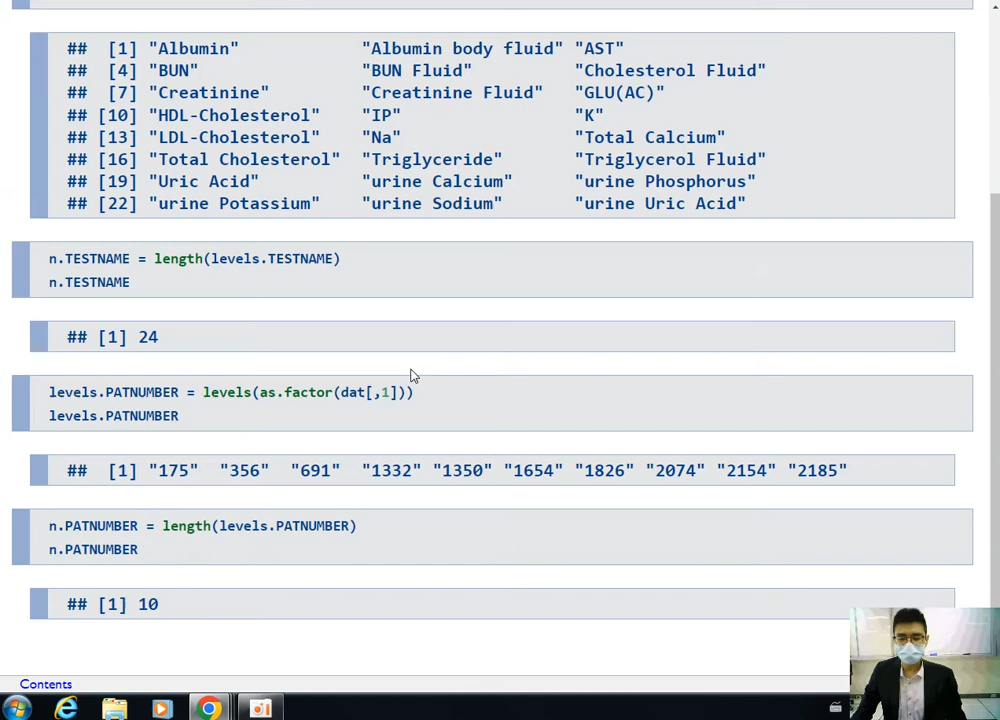 ##  [1] "Albumin"              "Albumin body fluid" "AST"
##  [4] "BUN"                  "BUN Fluid"          "Cholesterol Fluid"
##  [7] "Creatinine"           "Creatinine Fluid"   "GLU(AC)"
## [10] "HDL-Cholesterol"      "IP"                 "K"
## [13] "LDL-Cholesterol"      "Na"                 "Total Calcium"
## [16] "Total Cholesterol"    "Triglyceride"       "Triglycerol Fluid"
## [19] "Uric Acid"            "urine Calcium"      "urine Phosphorus"
## [22] "urine Potassium"      "urine Sodium"       "urine Uric Acid"
n.TESTNAME = length(levels.TESTNAME)
n.TESTNAME
## [1] 24
levels.PATNUMBER = levels(as.factor(dat[,1]))
levels.PATNUMBER
##  [1] "175"  "356"  "691"  "1332" "1350" "1654" "1826" "2074" "2154" "2185"
n.PATNUMBER = length(levels.PATNUMBER)
n.PATNUMBER
## [1] 10
Contents